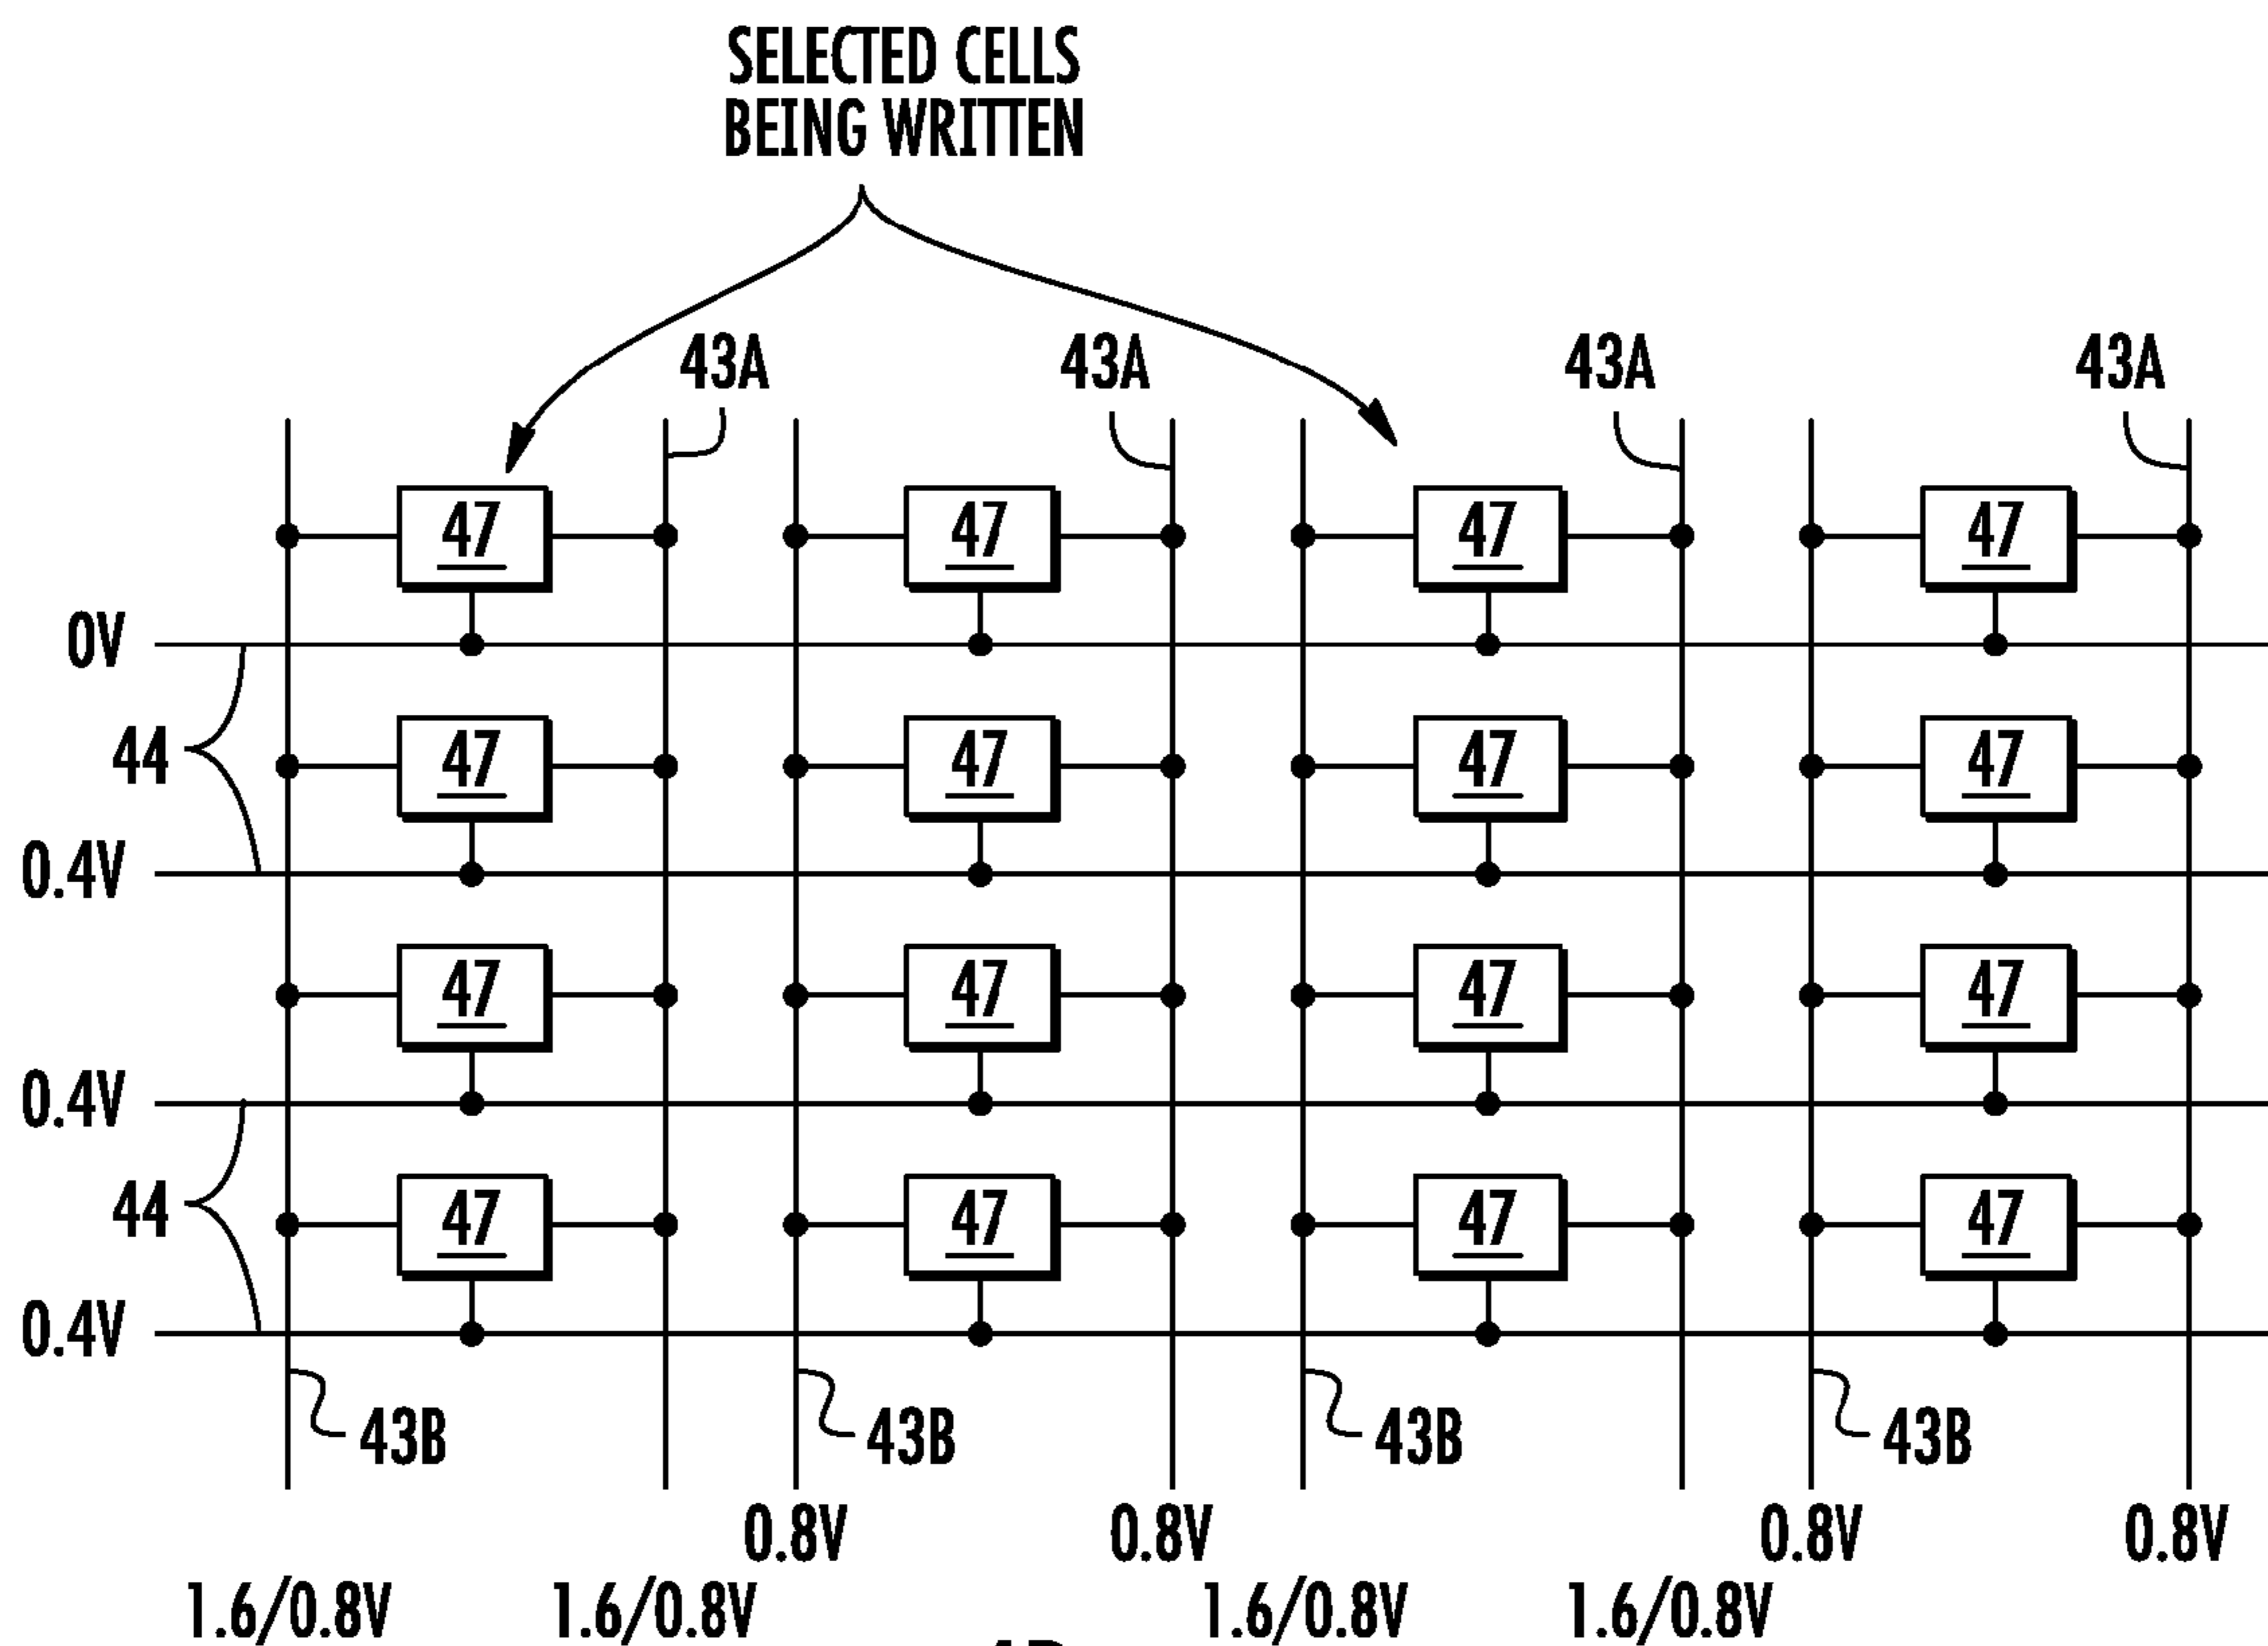 SELECTED CELLS
BEING WRITTEN
43A 43A 43A 43A
47 47 47 47
0V
44 47 47 47 47
0.4V
47 47 47 47
0.4V
44 47 47 47 47
0.4V
43B 43B 43B 43B
0.8V 0.8V 0.8V 0.8V
1.6/0.8V 1.6/0.8V 1.6/0.8V 1.6/0.8V